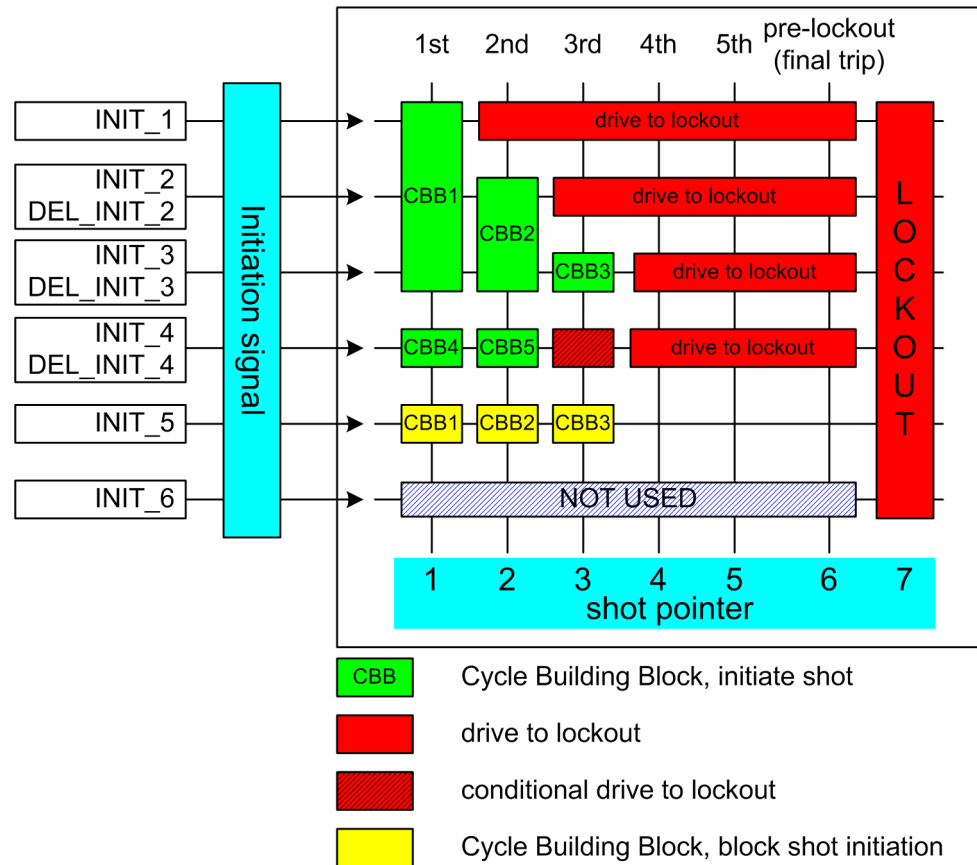 1st 2nd 3rd 4th 5th pre-lockout
(final trip)
INIT_1
drive to lockout
INIT_2
DEL_INIT_2
CBB1
drive to lockout
CBB2
INIT_3
DEL_INIT_3
CBB3
drive to lockout
INIT_4
DEL_INIT_4
CBB4
CBB5
drive to lockout
INIT_5
CBB1
CBB2
CBB3
INIT_6
NOT USED
Initiation signal
LOCKOUT
1 2 3 4 5 6 7
shot pointer
CBB Cycle Building Block, initiate shot
drive to lockout
conditional drive to lockout
Cycle Building Block, block shot initiation